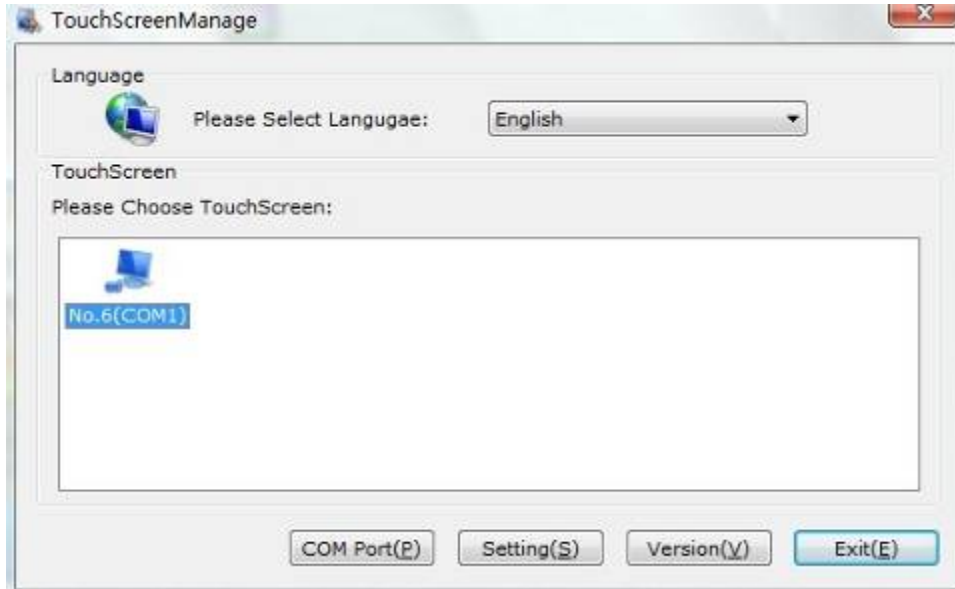 TouchScreenManage
Language
Please Select Langugae: English
TouchScreen
Please Choose TouchScreen:
No.6(COM1)
COM Port(P) Setting(S) Version(V) Exit(E)